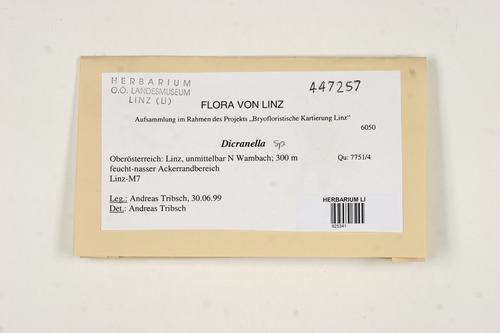 HERBARIUM
O.Ö. LANDESMUSEUM
LINZ (LI)
447257
FLORA VON LINZ
Aufsammlung im Rahmen des Projekts „Bryofloristische Kartierung Linz"
6050
Dicranella sp.
Oberösterreich: Linz, unmittelbar N Wambach; 300 m
Qu: 7751/4
feucht-nasser Ackerrandbereich
Linz-M7
Leg.: Andreas Tribsch, 30.06.99
Det.: Andreas Tribsch
HERBARIUM LI
925341